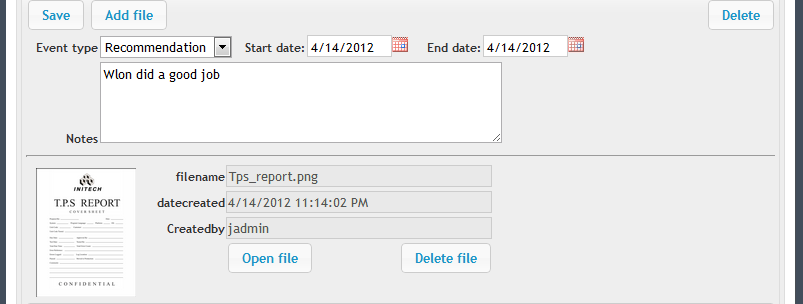 Save Add file Delete
Event type Recommendation Start date: 4/14/2012 End date: 4/14/2012
Wlon did a good job
Notes
filename Tps_report.png
datecreated 4/14/2012 11:14:02 PM
Createdby jadmin
Open file Delete file
INITECH
T.P.S REPORT
COVER SHEET
CONFIDENTIAL